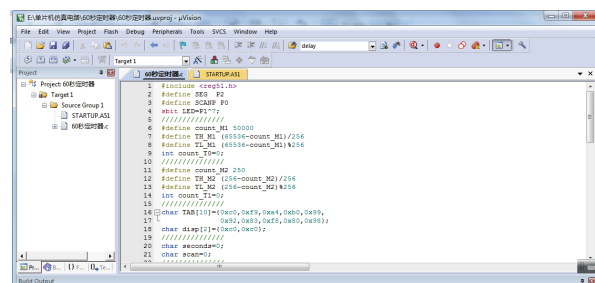 E:\单片机仿真电路\60秒定时器\60秒定时器.uvproj - µVision
File Edit View Project Flash Debug Peripherals Tools SVCS Window Help
delay
Target 1
Project
60秒定时器.c STARTUP.A51
Project: 60秒定时器
Target 1
Source Group 1
STARTUP.A51
60秒定时器.c
1 #include <reg51.h>
2 #define SEG P2
3 #define SCANP P0
4 sbit LED=P1^7;
5 //////////////
6 #define count_M1 50000
7 #define TH_M1 (65536-count_M1)/256
8 #define TL_M1 (65536-count_M1)%256
9 int count_T0=0;
10 //////////////
11 #define count_M2 250
12 #define TH_M2 (256-count_M2)/256
13 #define TL_M2 (256-count_M2)%256
14 int count_T1=0;
15 //////////////
16 char TAB[10]={0xc0,0xf9,0xa4,0xb0,0x99,
17 0x92,0x83,0xf8,0x80,0x98};
18 char disp[2]={0xc0,0xc0};
19 //////////////
20 char seconds=0;
21 char scan=0;
Pr... B... {} F... 0 Te...
Build Output